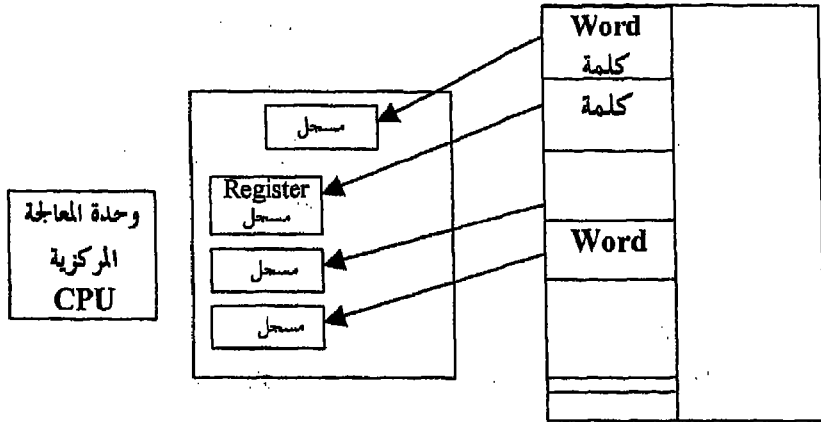 Word
كلمة
كلمة
Word
مسجل
Register
مسجل
مسجل
مسجل
وحدة المعالجة
المركزية
CPU